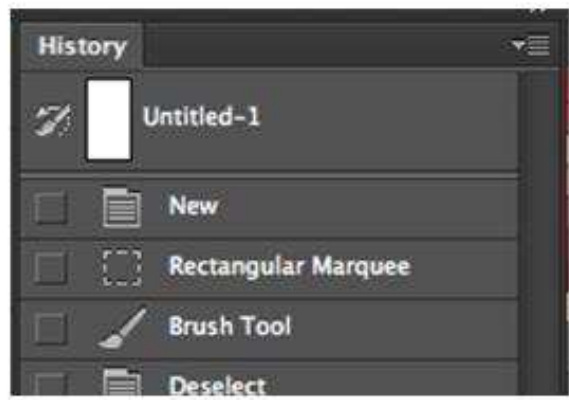 History
Untitled-1
New
Rectangular Marquee
Brush Tool
Deselect